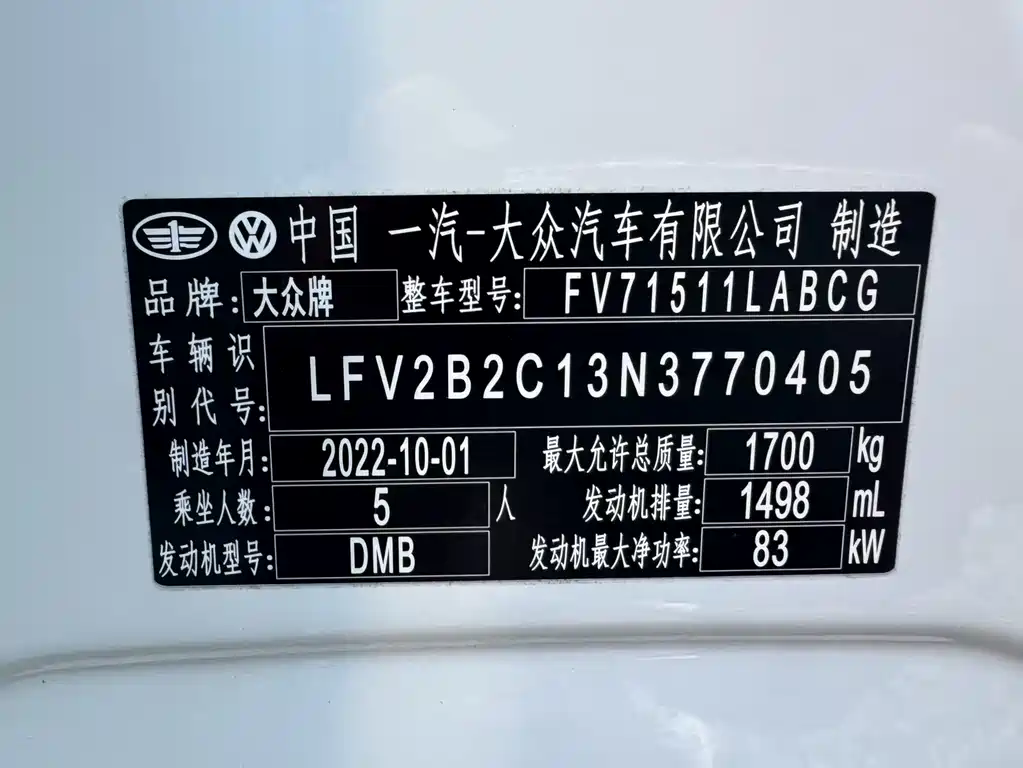 中国 一汽-大众汽车有限公司 制造
品牌: 大众牌 整车型号: FV71511LABCG
车辆识别代号: LFV2B2C13N3770405
制造年月: 2022-10-01 最大允许总质量: 1700 kg
乘坐人数: 5 人 发动机排量: 1498 mL
发动机型号: DMB 发动机最大净功率: 83 kW